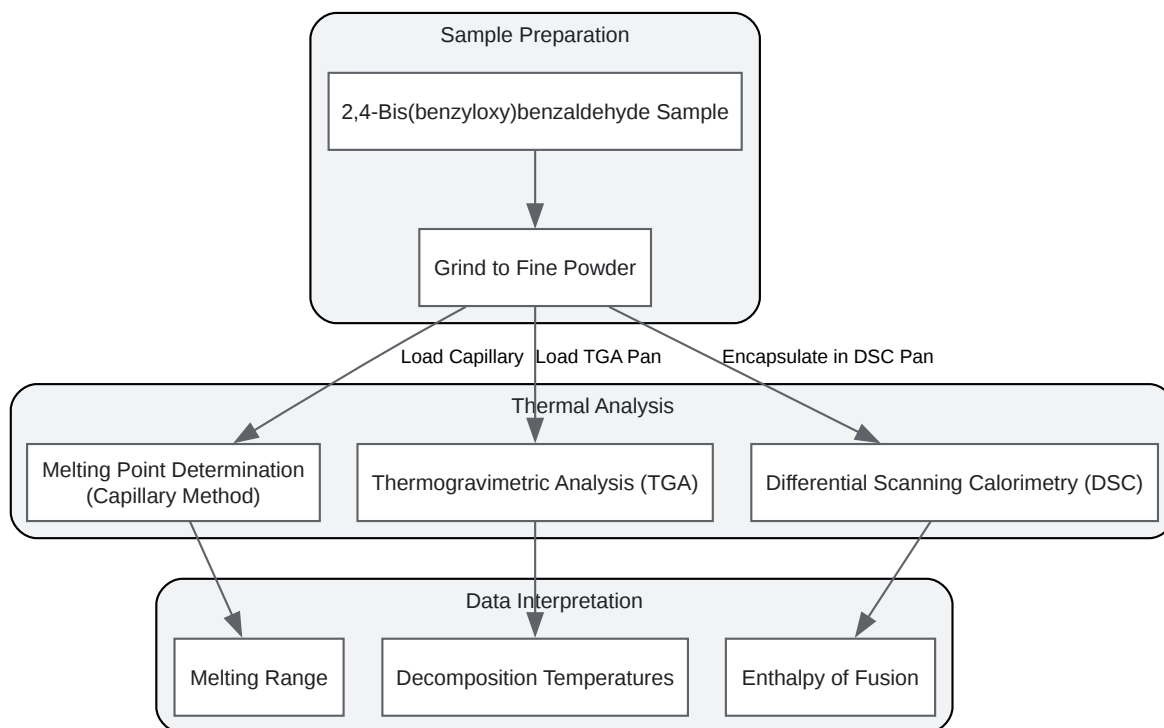 Sample Preparation
2,4-Bis(benzyloxy)benzaldehyde Sample
Grind to Fine Powder
Load Capillary
Load TGA Pan
Encapsulate in DSC Pan
Thermal Analysis
Melting Point Determination
(Capillary Method)
Thermogravimetric Analysis (TGA)
Differential Scanning Calorimetry (DSC)
Data Interpretation
Melting Range
Decomposition Temperatures
Enthalpy of Fusion